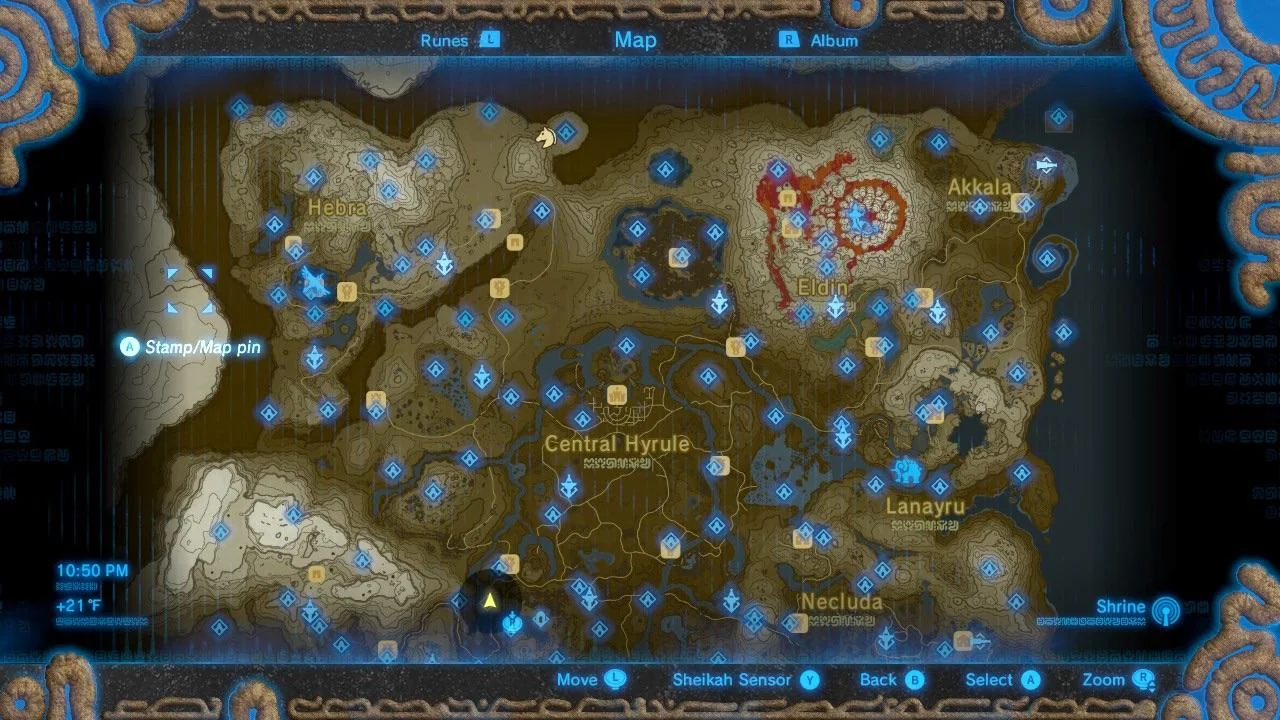 Runes L
Map
R Album
Hebra
Akkala
Eldin
A Stamp/Map pin
Central Hyrule
Lanayru
10:50 PM
+21 °F
Necluda
Shrine
Move L
Sheikah Sensor Y
Back B
Select A
Zoom R